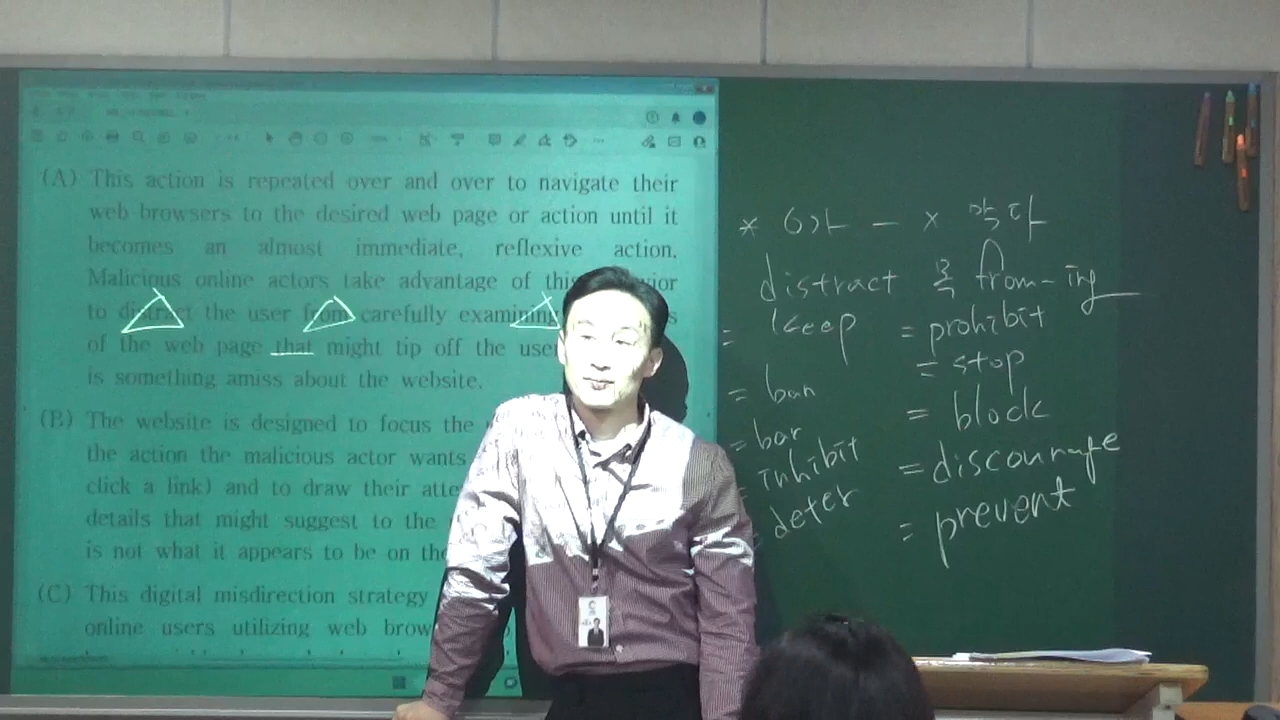 (A) This action is repeated over and over to navigate their
web browsers to the desired web page or action until it
becomes an almost immediate, reflexive action.
Malicious online actors take advantage of this
to distract the user from carefully examining
of the web page that might tip off the
is something amiss about the website.
(B) The website is designed to focus the
the action the malicious actor wants
click a link) and to draw their
details that might suggest to the
is not what it appears to be on the
(C) This digital misdirection strategy
online users utilizing web
* 6가 - x 막다
distract 목 from-ing
= keep = prohibit
= stop
= ban
= block
= bar
= inhibit
= discourage
= deter
= prevent